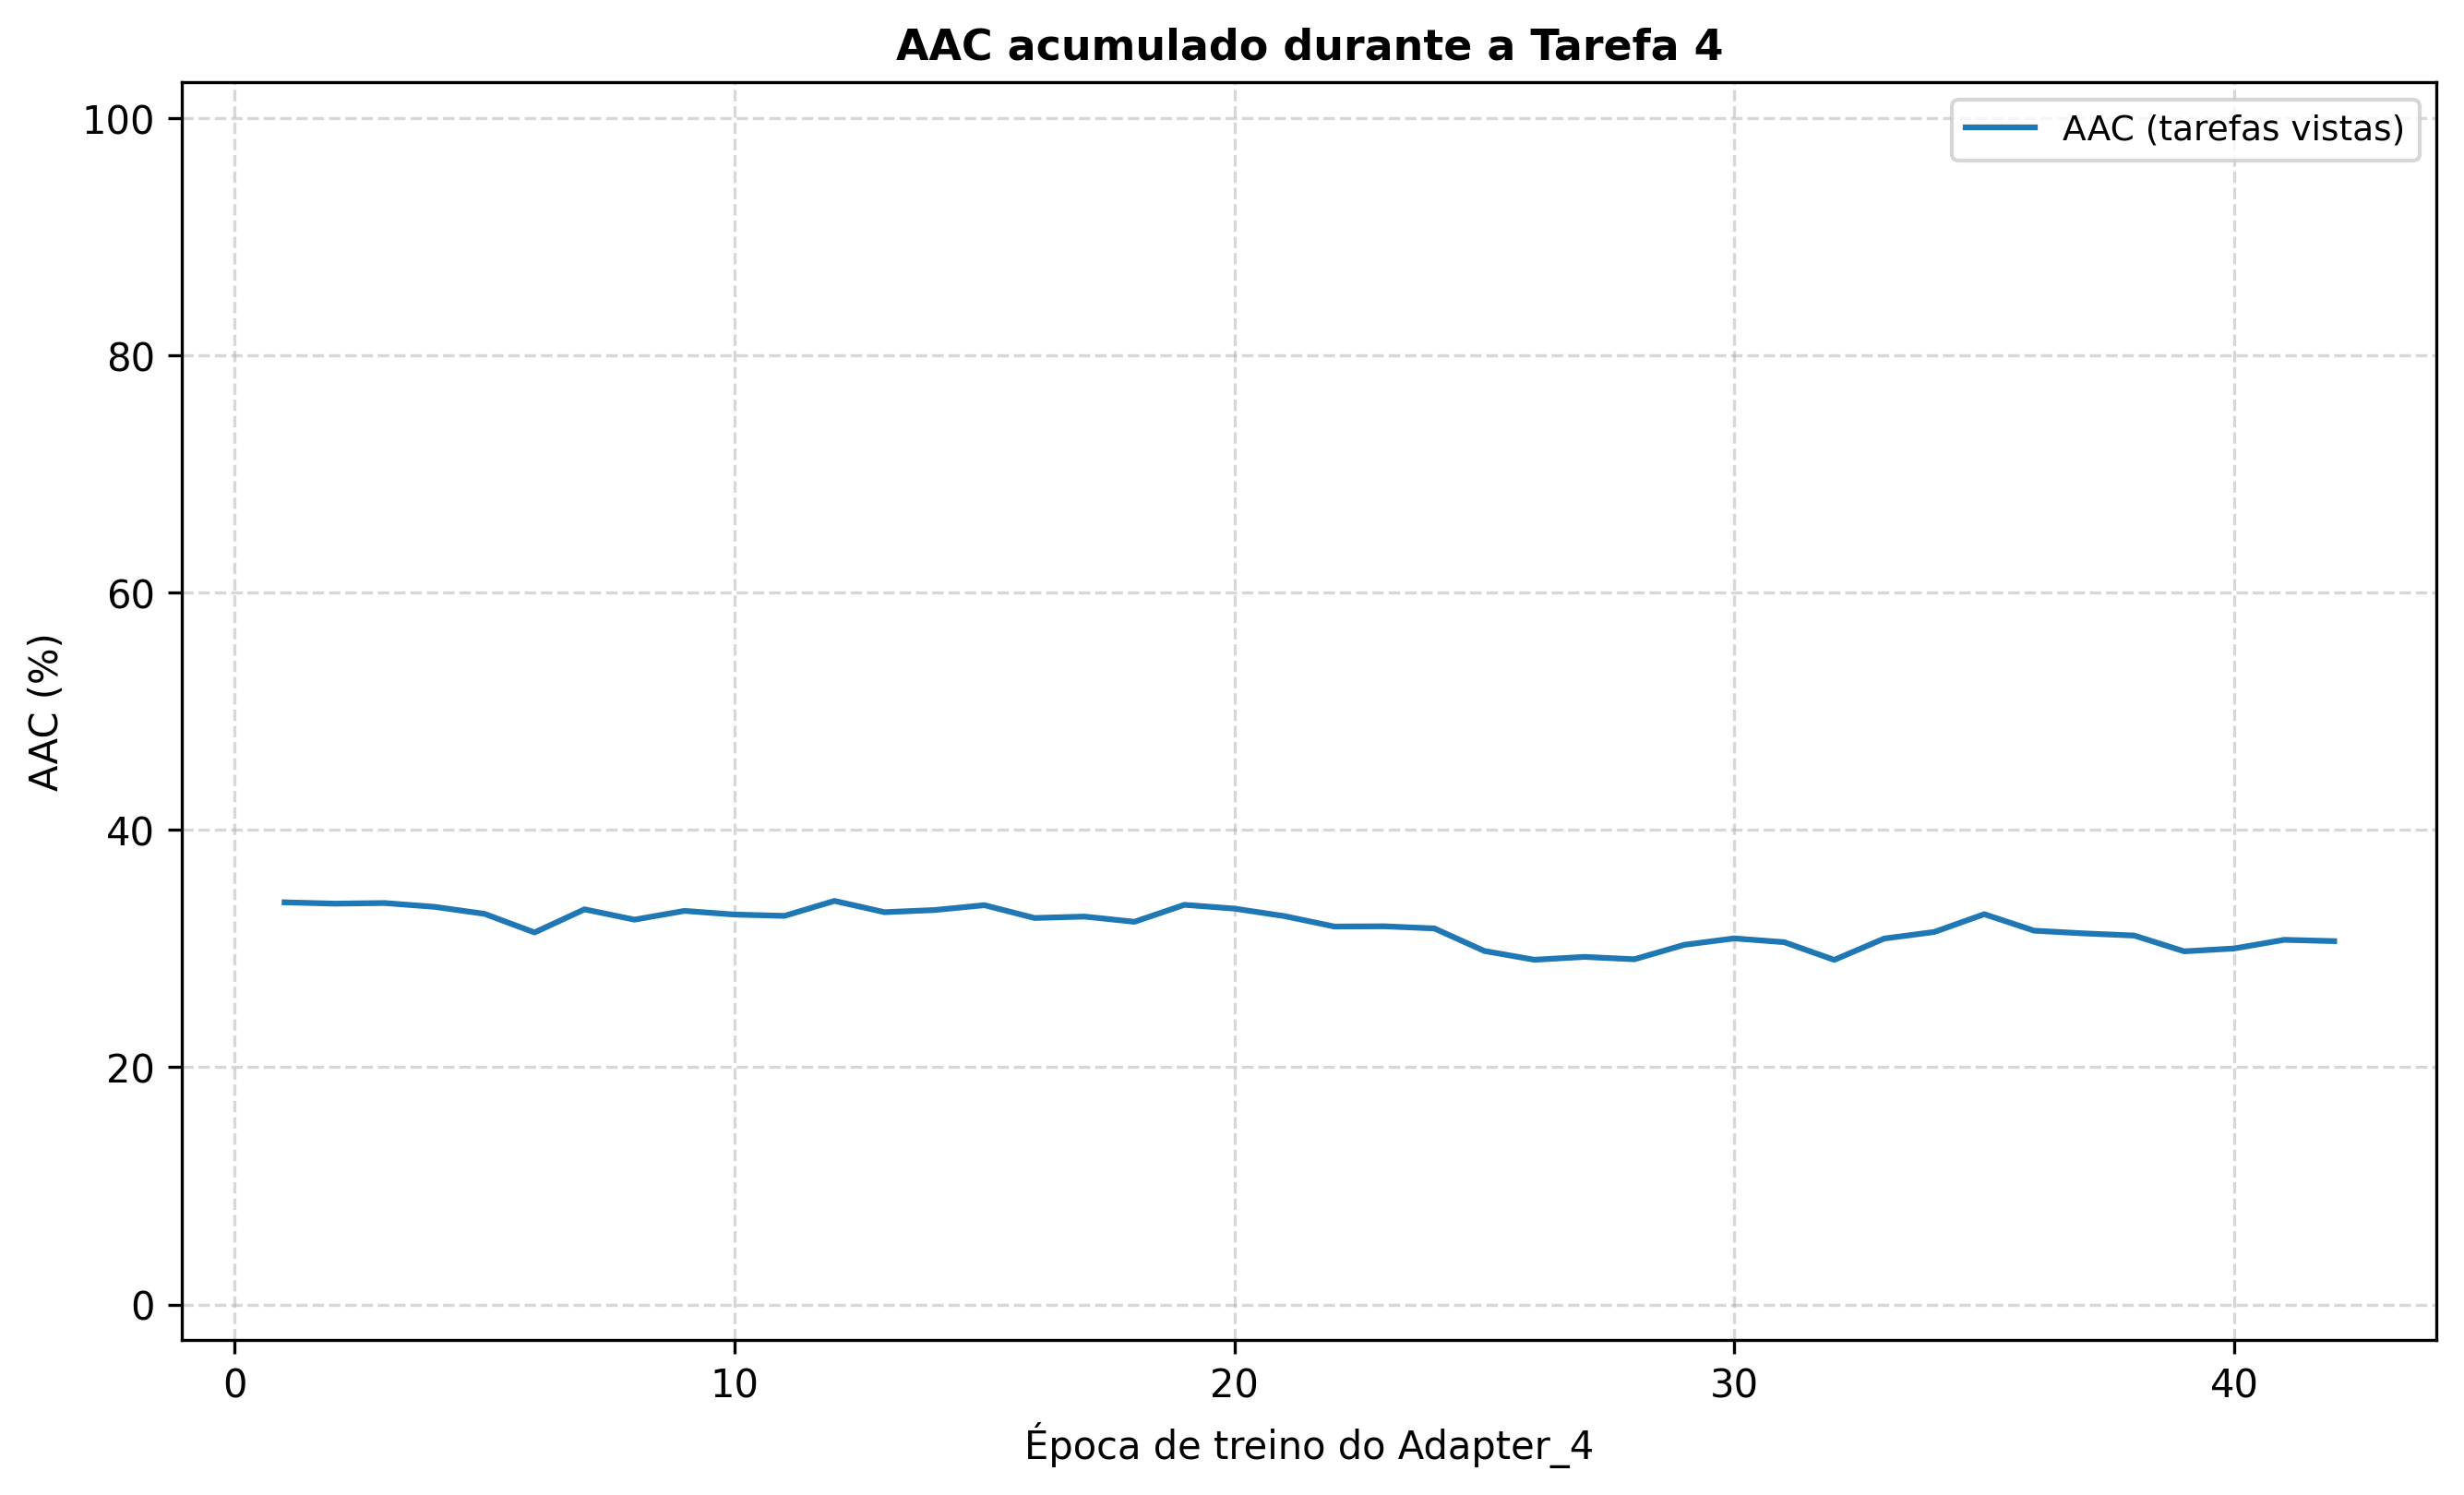 AAC acumulado durante a Tarefa 4
AAC (tarefas vistas)
AAC (%)
100
80
60
40
20
0
0 10 20 30 40
Época de treino do Adapter_4